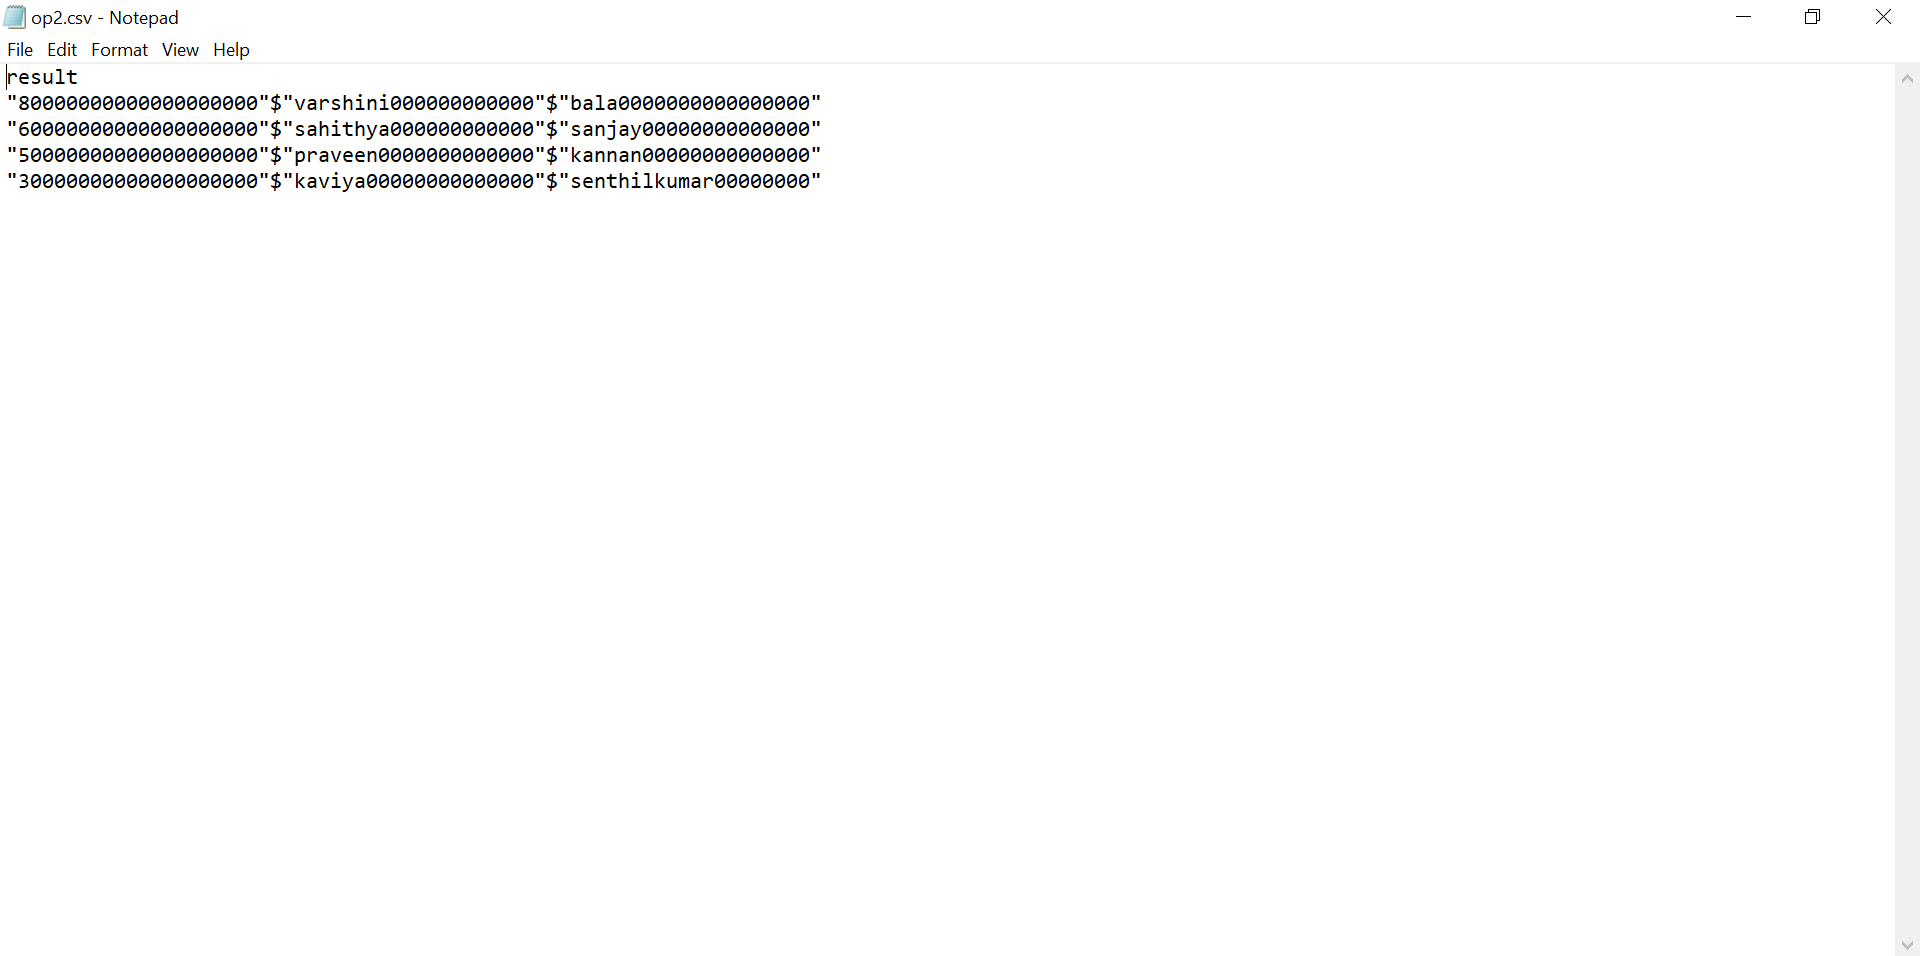 op2.csv - Notepad
File Edit Format View Help
result
"80000000000000000000"$"varshini000000000000"$"bala0000000000000000"
"60000000000000000000"$"sahithya000000000000"$"sanjay00000000000000"
"50000000000000000000"$"praveen0000000000000"$"kannan00000000000000"
"30000000000000000000"$"kaviya00000000000000"$"senthilkumar00000000"